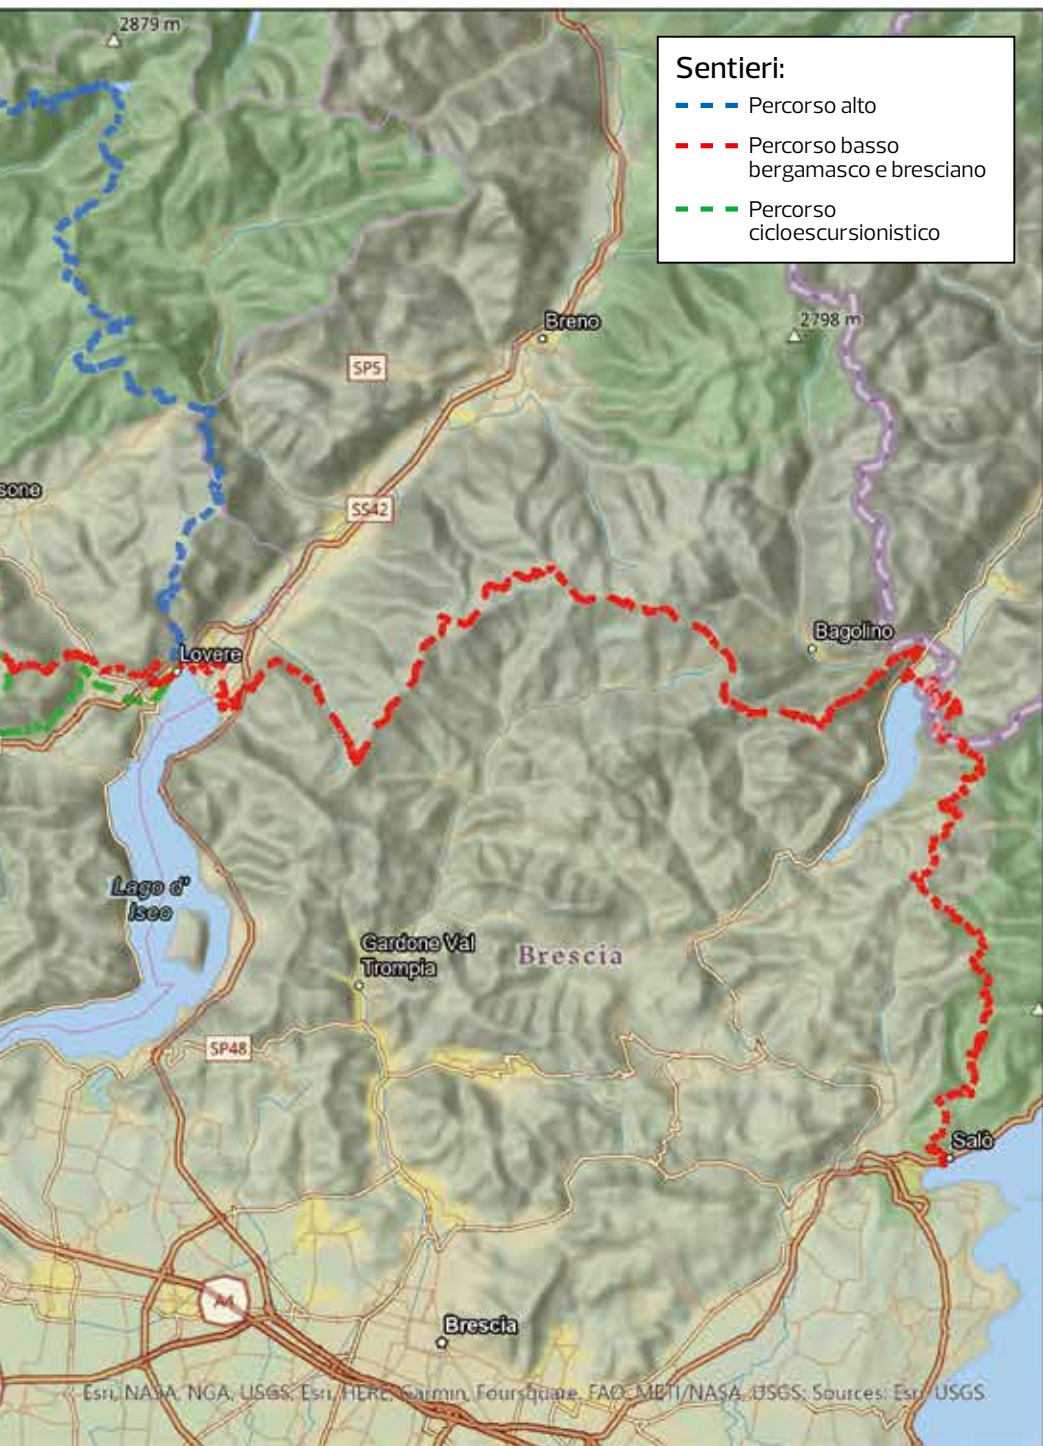 2879 m
Sentieri:
Percorso alto
Percorso basso
bergamasco e bresciano
Percorso
cicloescursionistico
Breno
2798 m
SP5
sone
SS42
Bagolino
Lovere
Lago d'
Iseo
Gardone Val
Trompia
Brescia
SP48
Salò
A4
Brescia
Esri, NASA, NGA, USGS, Esri, HERE, Garmin, Foursquare, FAO, METI/NASA, USGS; Sources: Esri, USGS